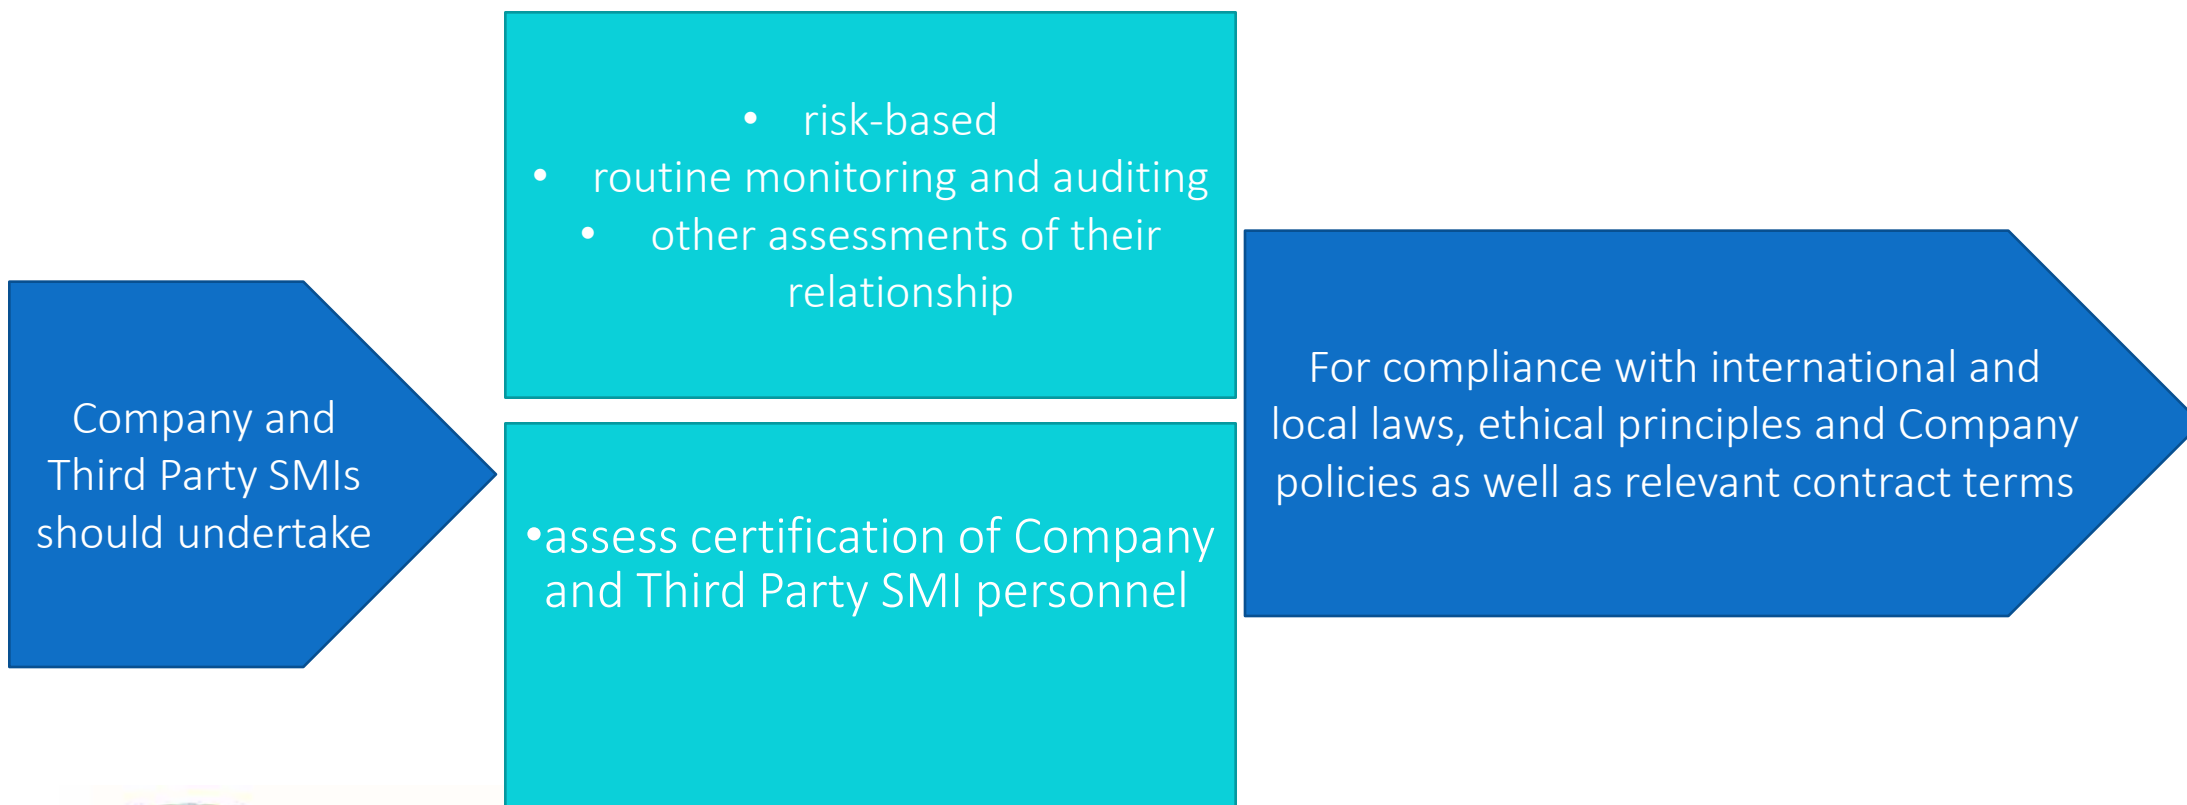 Company and
Third Party SMIs
should undertake
• risk-based
• routine monitoring and auditing
• other assessments of their
relationship
•assess certification of Company
and Third Party SMI personnel
For compliance with international and
local laws, ethical principles and Company
policies as well as relevant contract terms